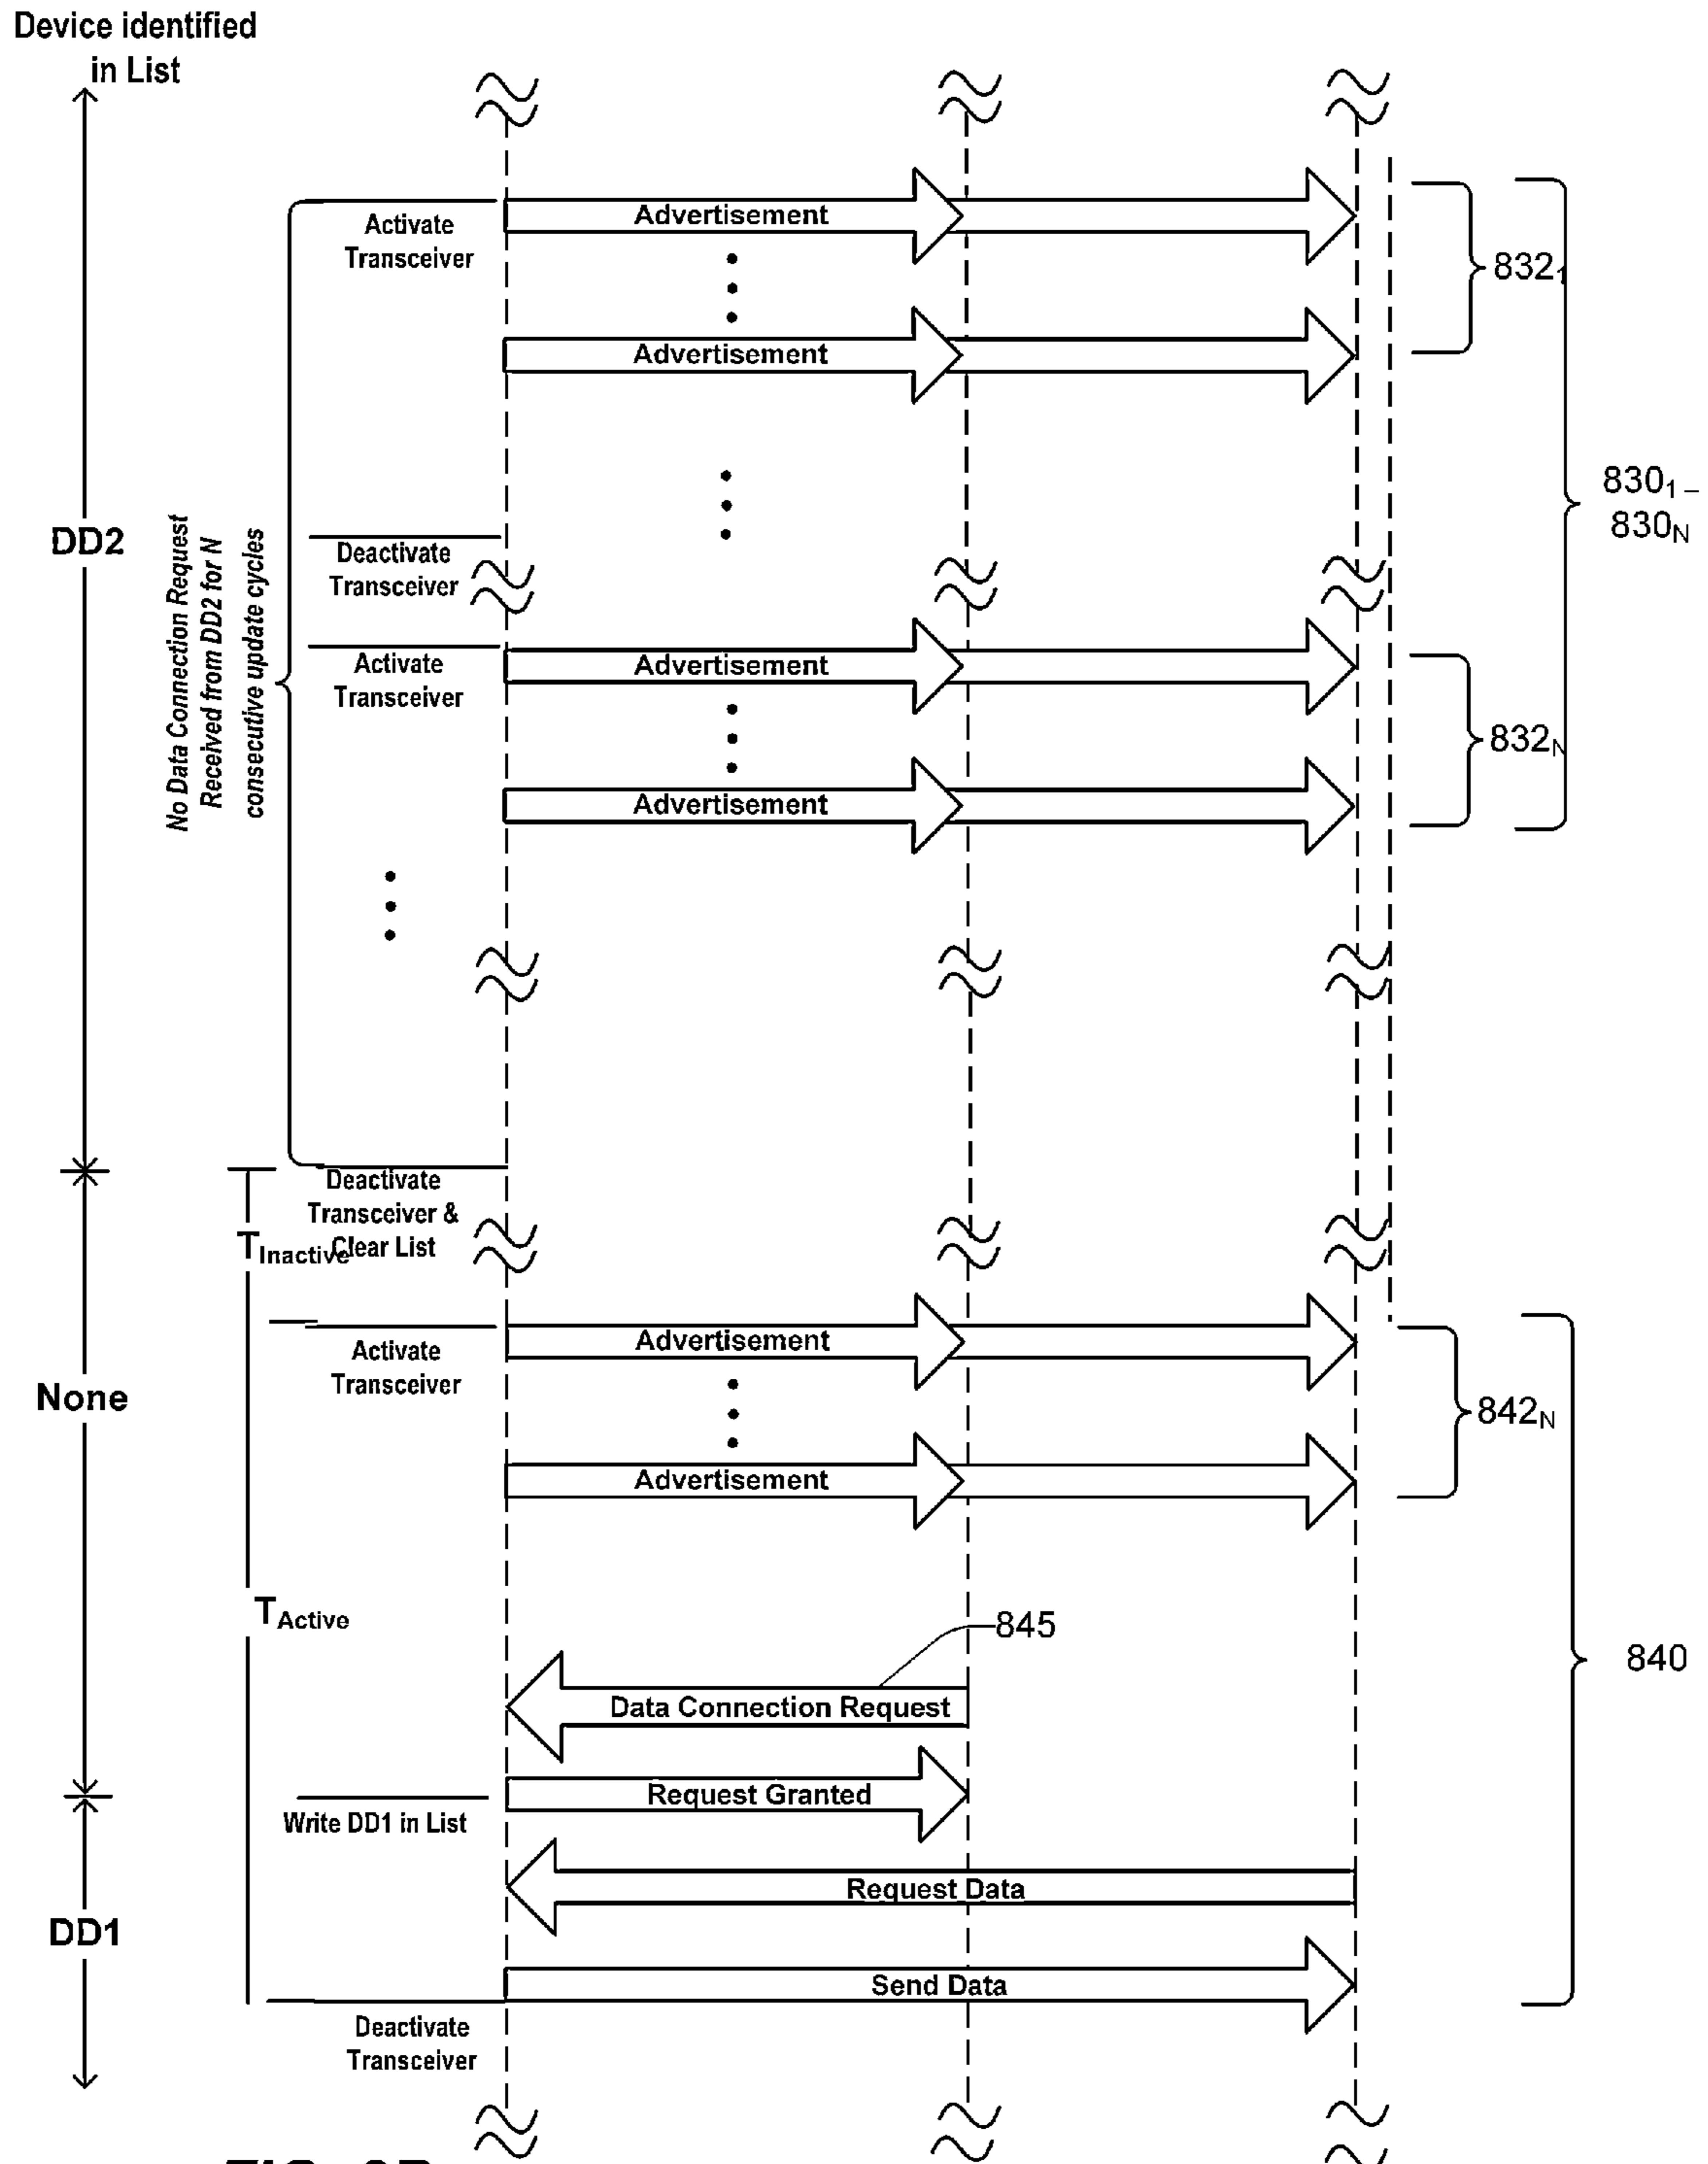 Device identified
in List
Advertisement
Activate
Transceiver
832₁
Advertisement
830₁ –
830N
DD2
No Data Connection Request
Received from DD2 for N
consecutive update cycles
Deactivate
Transceiver
Advertisement
Activate
Transceiver
832N
Advertisement
Deactivate
Transceiver &
Clear List
TInactive
Advertisement
Activate
Transceiver
None
842N
Advertisement
TActive
845
840
Data Connection Request
Request Granted
Write DD1 in List
Request Data
DD1
Send Data
Deactivate
Transceiver